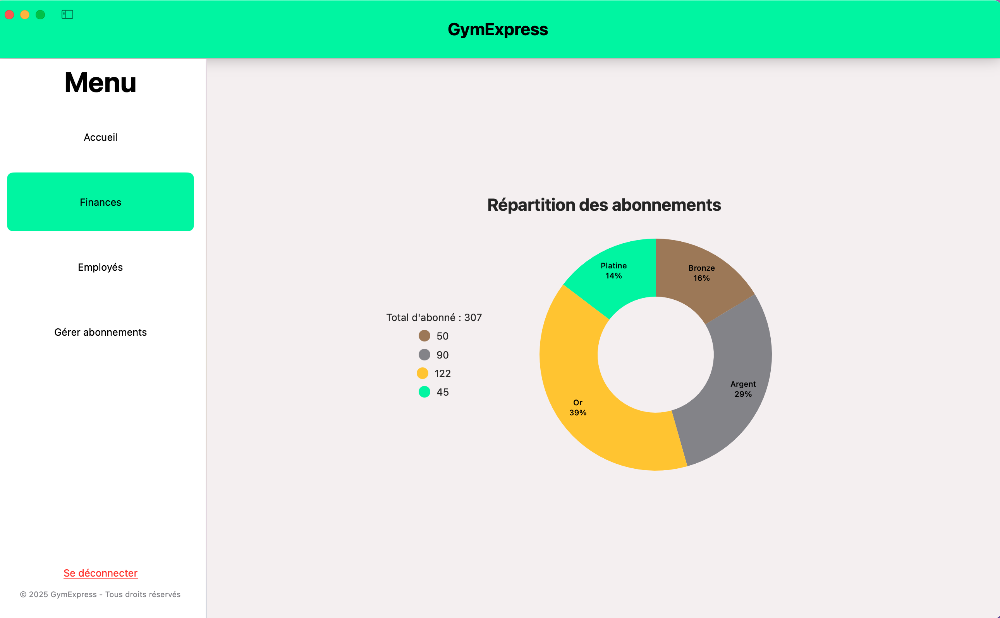 GymExpress
Menu
Accueil
Finances
Employés
Gérer abonnements
Se déconnecter
© 2025 GymExpress - Tous droits réservés
Répartition des abonnements
Total d'abonné : 307
50
90
122
45
Platine
14%
Bronze
16%
Argent
29%
Or
39%